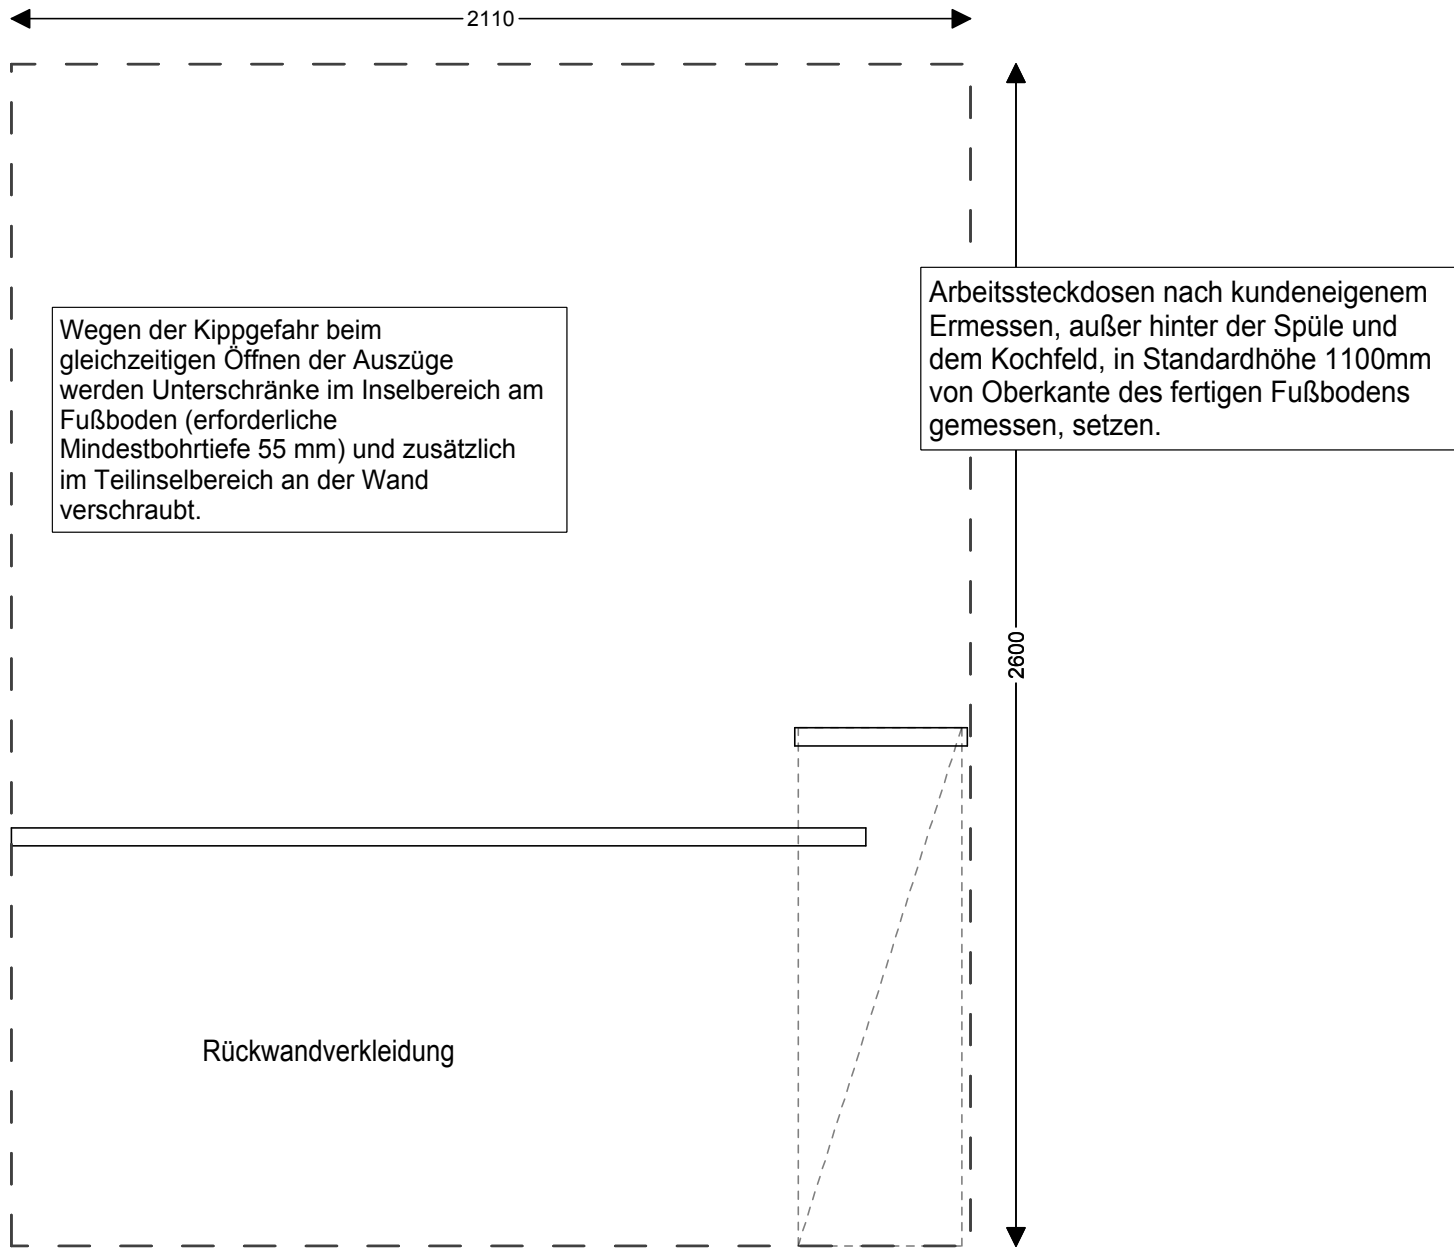 2110
Wegen der Kippgefahr beim
gleichzeitigen Öffnen der Auszüge
werden Unterschränke im Inselbereich am
Fußboden (erforderliche
Mindestbohrtiefe 55 mm) und zusätzlich
im Teilinselbereich an der Wand
verschraubt.
Arbeitssteckdosen nach kundeneigenem
Ermessen, außer hinter der Spüle und
dem Kochfeld, in Standardhöhe 1100mm
von Oberkante des fertigen Fußbodens
gemessen, setzen.
2600
Rückwandverkleidung